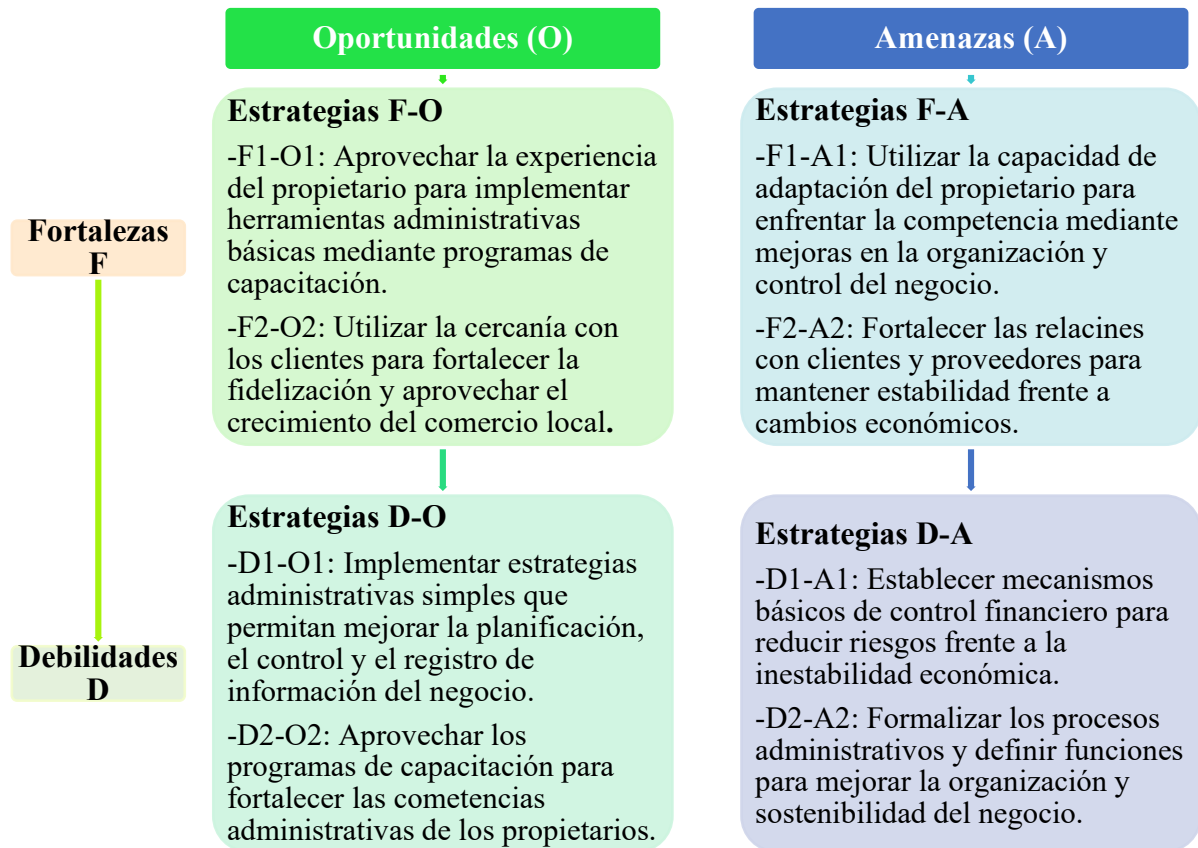 Oportunidades (O)
Amenazas (A)
Fortalezas
F
Estrategias F-O
-F1-O1: Aprovechar la experiencia
del propietario para implementar
herramientas administrativas
básicas mediante programas de
capacitación.
-F2-O2: Utilizar la cercanía con
los clientes para fortalecer la
fidelización y aprovechar el
crecimiento del comercio local.
Estrategias F-A
-F1-A1: Utilizar la capacidad de
adaptación del propietario para
enfrentar la competencia mediante
mejoras en la organización y
control del negocio.
-F2-A2: Fortalecer las relacines
con clientes y proveedores para
mantener estabilidad frente a
cambios económicos.
Debilidades
D
Estrategias D-O
-D1-O1: Implementar estrategias
administrativas simples que
permitan mejorar la planificación,
el control y el registro de
información del negocio.
-D2-O2: Aprovechar los
programas de capacitación para
fortalecer las cometencias
administrativas de los propietarios.
Estrategias D-A
-D1-A1: Establecer mecanismos
básicos de control financiero para
reducir riesgos frente a la
inestabilidad económica.
-D2-A2: Formalizar los procesos
administrativos y definir funciones
para mejorar la organización y
sostenibilidad del negocio.